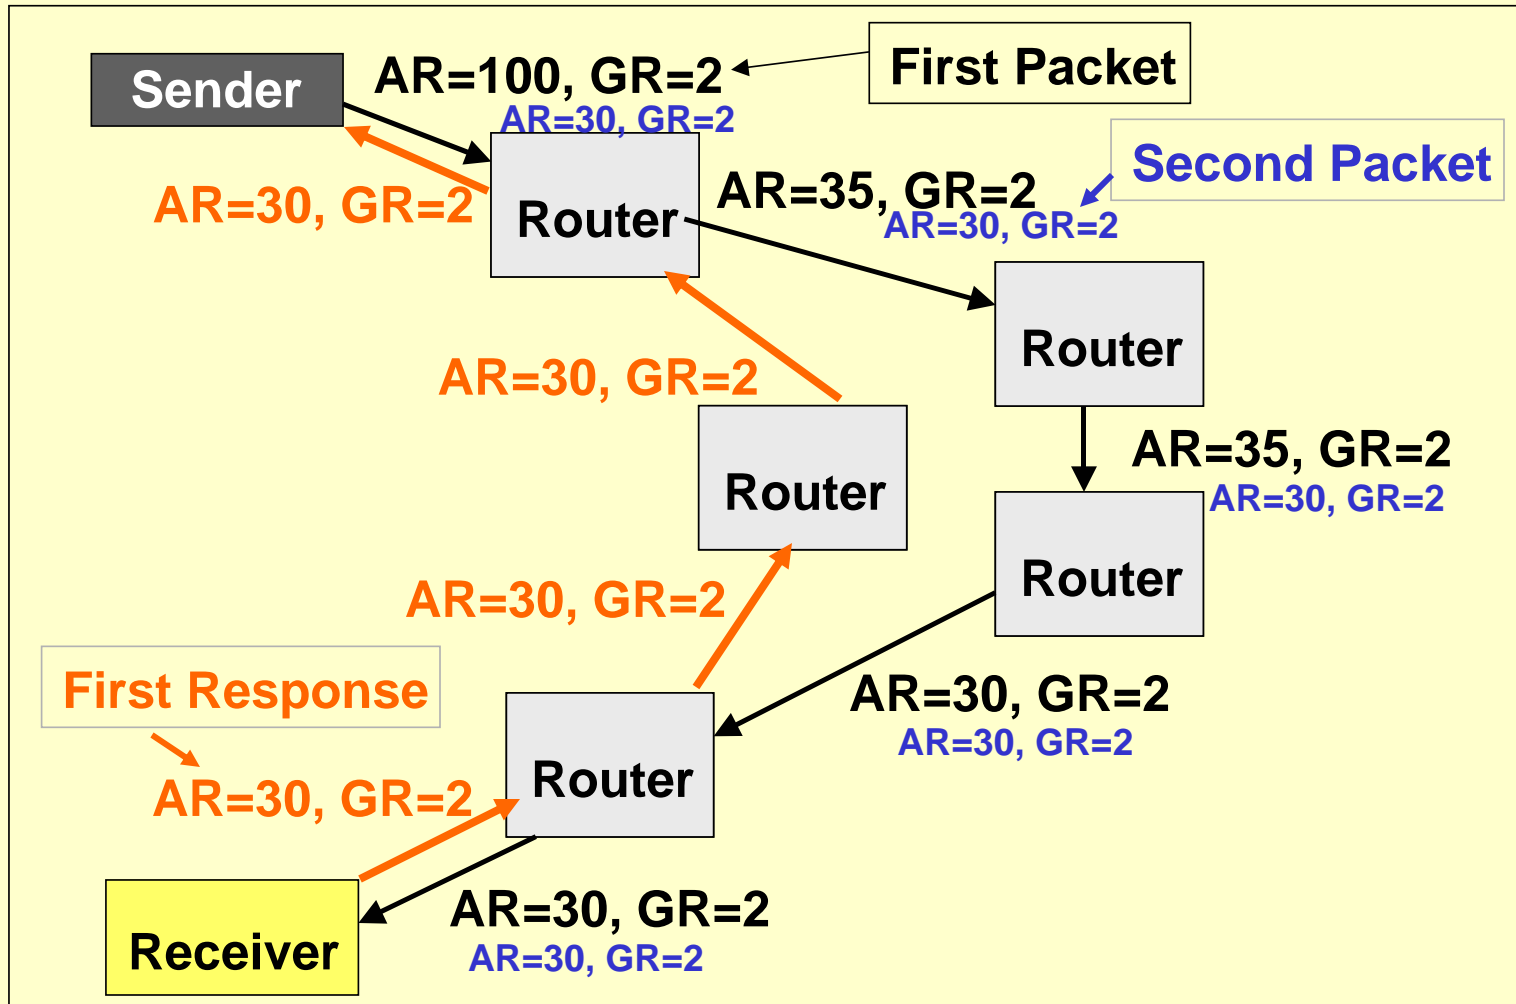 First Packet
Sender
AR=100, GR=2
AR=30, GR=2
Second Packet
AR=30, GR=2
Router
AR=35, GR=2
AR=30, GR=2
Router
AR=30, GR=2
AR=35, GR=2
AR=30, GR=2
Router
Router
AR=30, GR=2
First Response
AR=30, GR=2
AR=30, GR=2
Router
AR=30, GR=2
AR=30, GR=2
AR=30, GR=2
Receiver